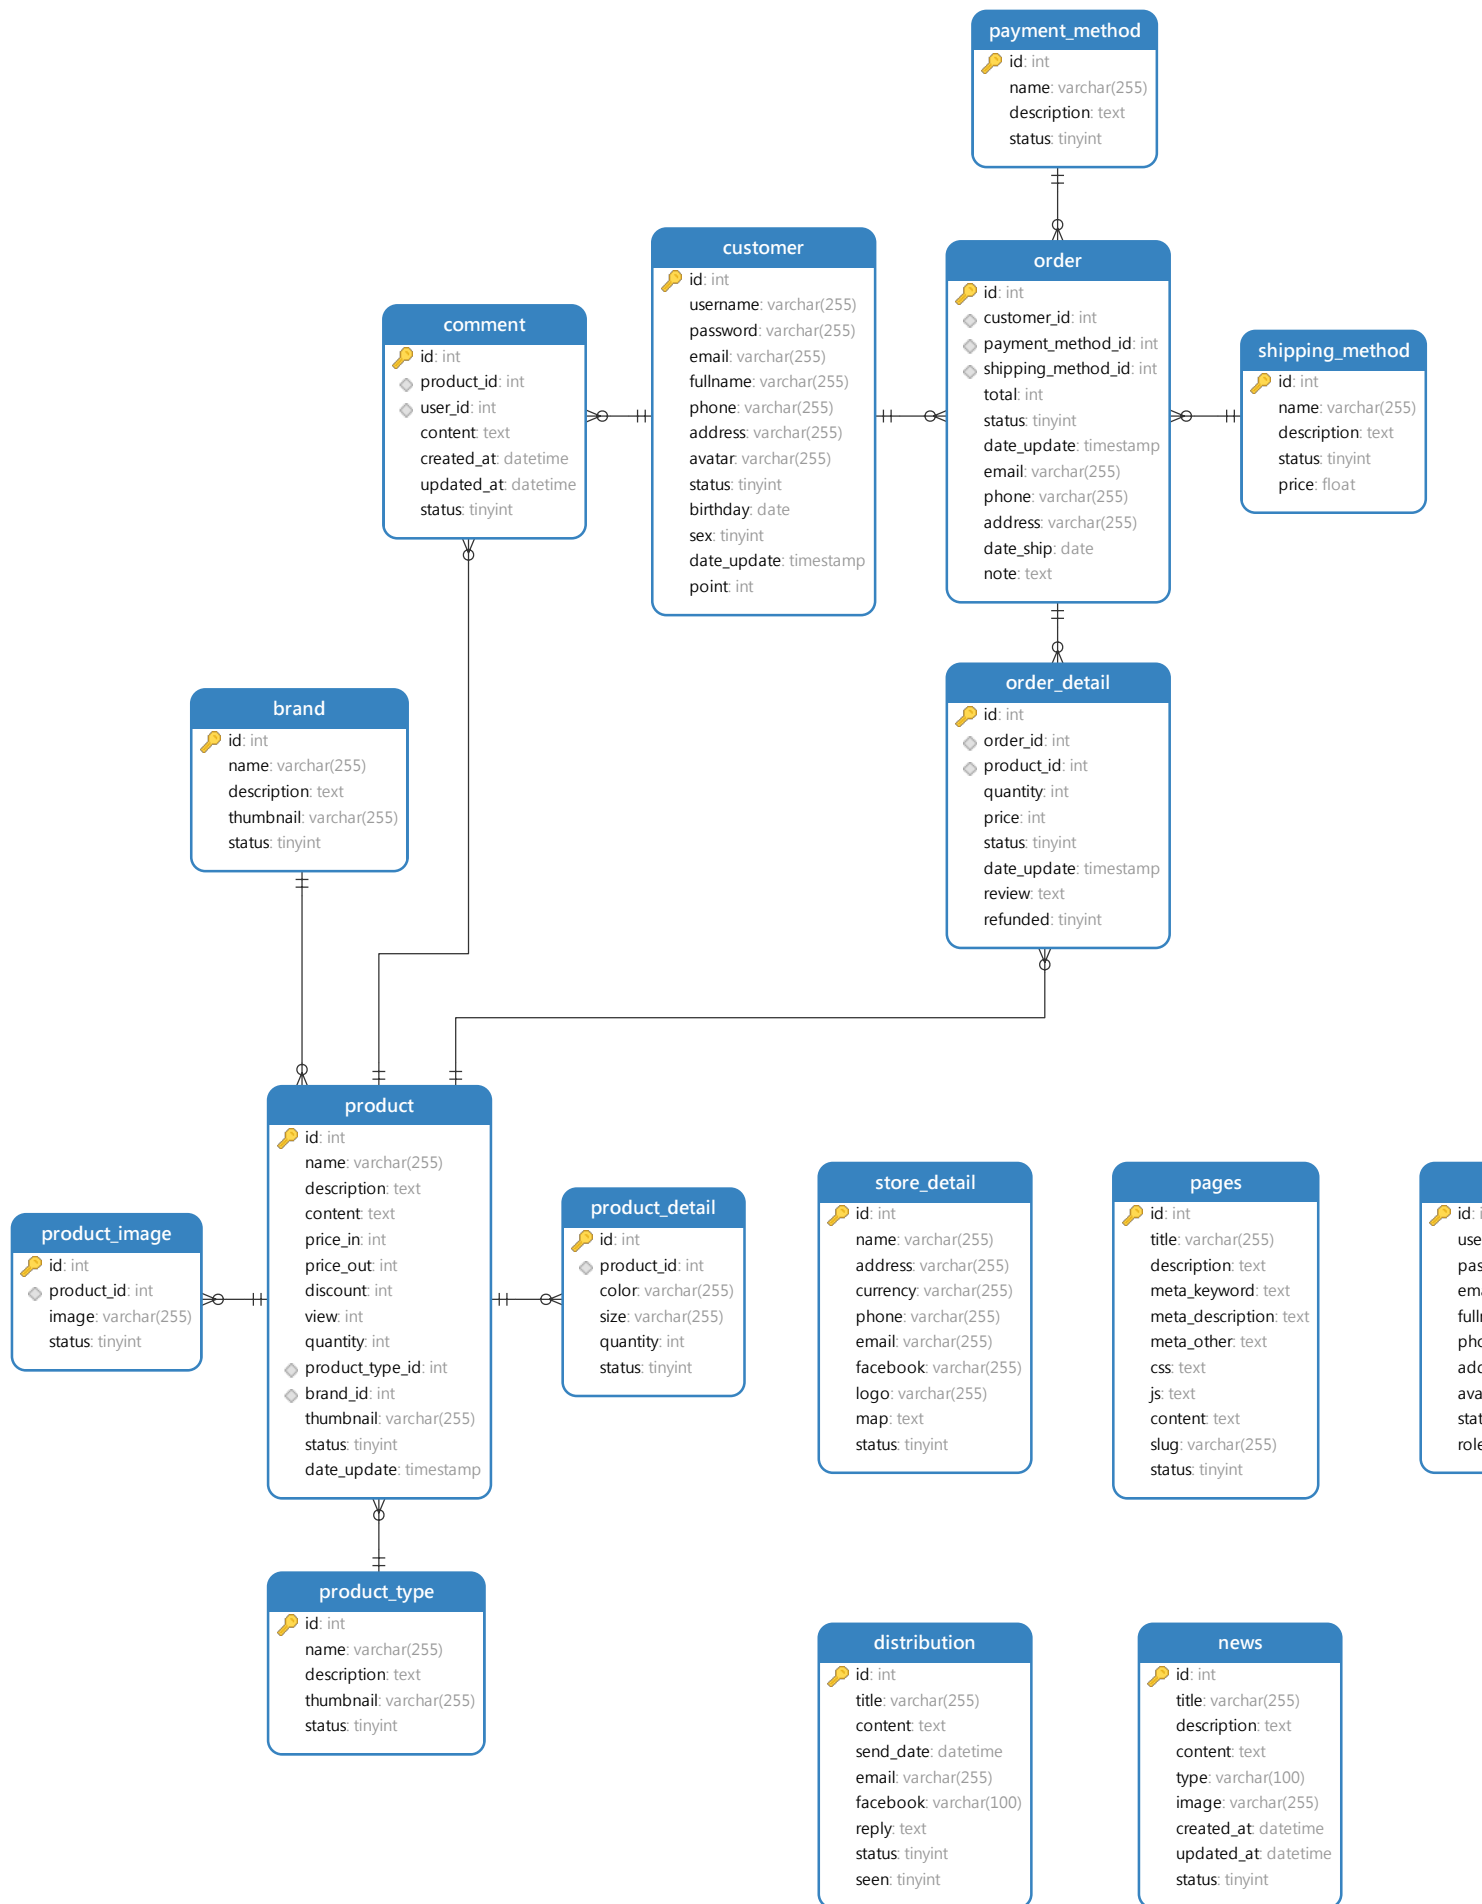 payment_method
id: int
name: varchar(255)
description: text
status: tinyint
customer
id: int
username: varchar(255)
password: varchar(255)
email: varchar(255)
fullname: varchar(255)
phone: varchar(255)
address: varchar(255)
avatar: varchar(255)
status: tinyint
birthday: date
sex: tinyint
date_update: timestamp
point: int
order
id: int
customer_id: int
payment_method_id: int
shipping_method_id: int
total: int
status: tinyint
date_update: timestamp
email: varchar(255)
phone: varchar(255)
address: varchar(255)
date_ship: date
note: text
comment
id: int
product_id: int
user_id: int
content: text
created_at: datetime
updated_at: datetime
status: tinyint
shipping_method
id: int
name: varchar(255)
description: text
status: tinyint
price: float
order_detail
id: int
order_id: int
product_id: int
quantity: int
price: int
status: tinyint
date_update: timestamp
review: text
refunded: tinyint
brand
id: int
name: varchar(255)
description: text
thumbnail: varchar(255)
status: tinyint
product
id: int
name: varchar(255)
description: text
content: text
price_in: int
price_out: int
discount: int
view: int
quantity: int
product_type_id: int
brand_id: int
thumbnail: varchar(255)
status: tinyint
date_update: timestamp
product_image
id: int
product_id: int
image: varchar(255)
status: tinyint
product_detail
id: int
product_id: int
color: varchar(255)
size: varchar(255)
quantity: int
status: tinyint
store_detail
id: int
name: varchar(255)
address: varchar(255)
currency: varchar(255)
phone: varchar(255)
email: varchar(255)
facebook: varchar(255)
logo: varchar(255)
map: text
status: tinyint
pages
id: int
title: varchar(255)
description: text
meta_keyword: text
meta_description: text
meta_other: text
css: text
js: text
content: text
slug: varchar(255)
status: tinyint
id:
product_type
id: int
name: varchar(255)
description: text
thumbnail: varchar(255)
status: tinyint
distribution
id: int
title: varchar(255)
content: text
send_date: datetime
email: varchar(255)
facebook: varchar(100)
reply: text
status: tinyint
seen: tinyint
news
id: int
title: varchar(255)
description: text
content: text
type: varchar(100)
image: varchar(255)
created_at: datetime
updated_at: datetime
status: tinyint